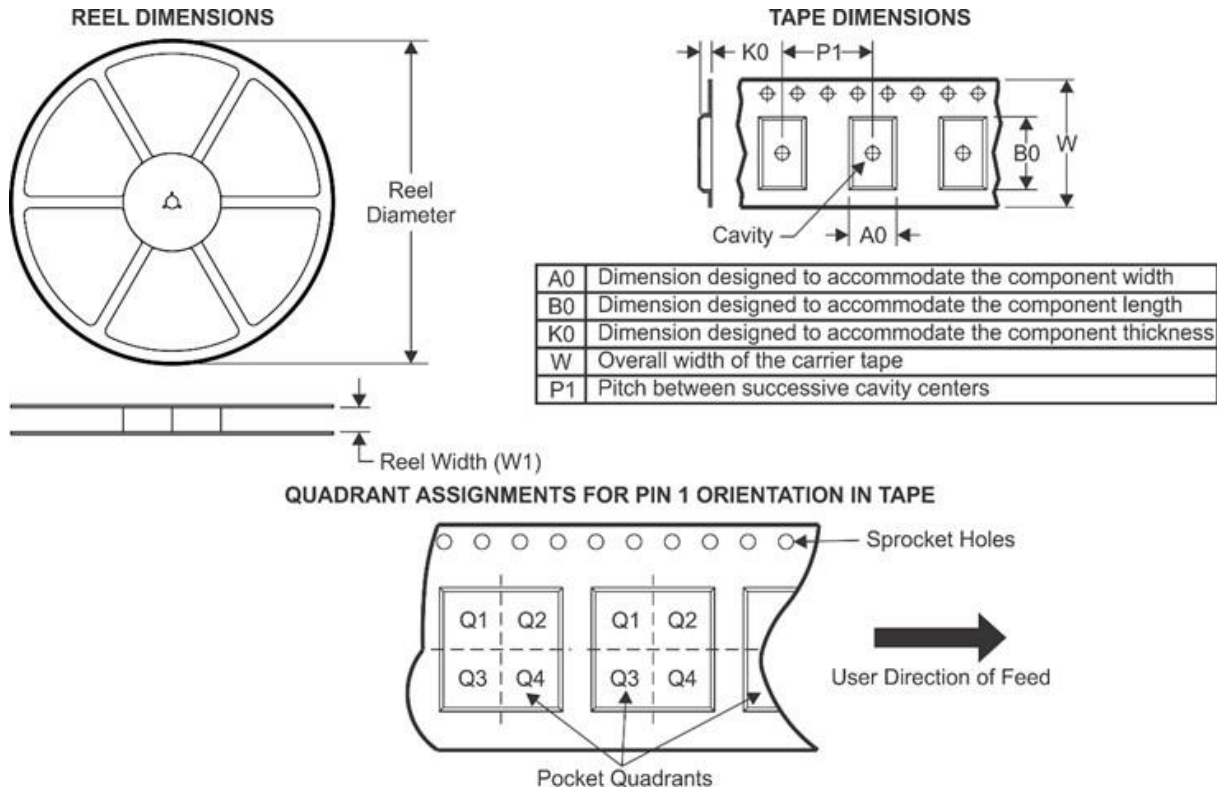 REEL DIMENSIONS
Reel
Diameter
Reel Width (W1)
TAPE DIMENSIONS
K0
P1
B0
W
Cavity
A0
A0 Dimension designed to accommodate the component width
B0 Dimension designed to accommodate the component length
K0 Dimension designed to accommodate the component thickness
W Overall width of the carrier tape
P1 Pitch between successive cavity centers
QUADRANT ASSIGNMENTS FOR PIN 1 ORIENTATION IN TAPE
Sprocket Holes
Q1 Q2 Q1 Q2
Q3 Q4 Q3 Q4
User Direction of Feed
Pocket Quadrants